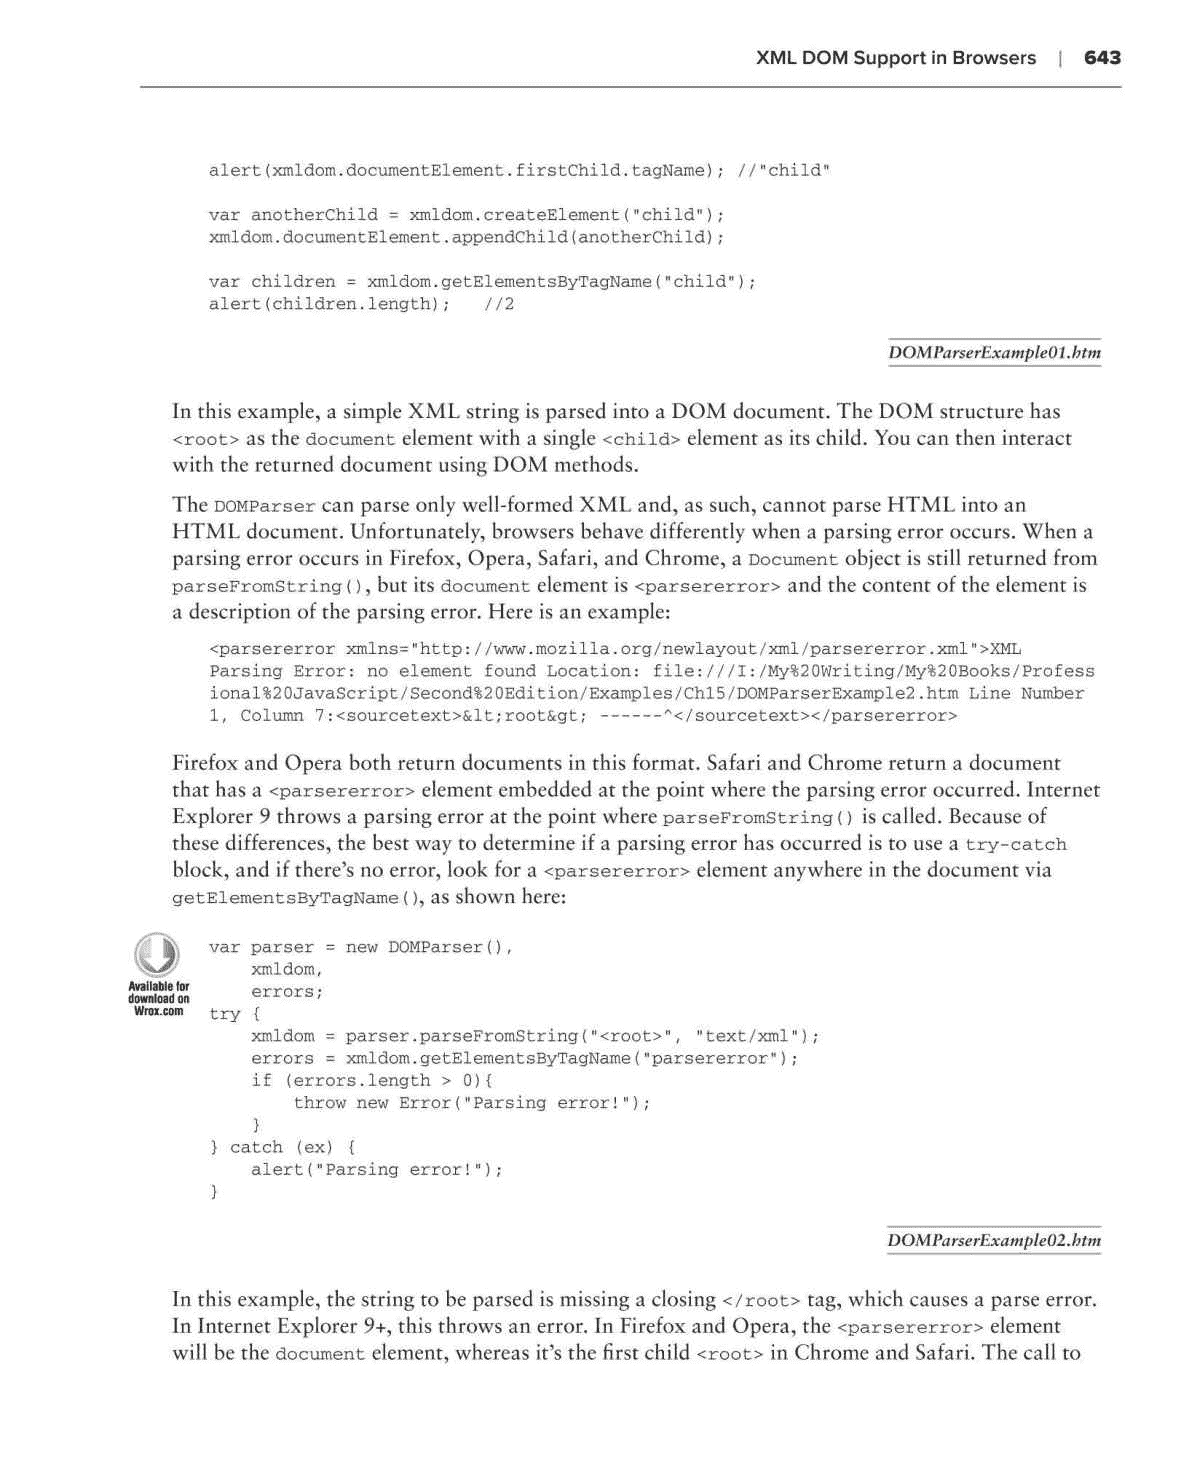 XML DOM Support in Browsers | 643
alert(xmldom.documentElement.firstChild.tagName); //"child"
var anotherChild = xmldom.createElement("child");
xmldom.documentElement.appendChild(anotherChild);
var children = xmldom.getElementsByTagName("child");
alert(children.length);   //2
DOMParserExample01.htm
In this example, a simple XML string is parsed into a DOM document. The DOM structure has
<root> as the document element with a single <child> element as its child. You can then interact
with the returned document using DOM methods.
The DOMParser can parse only well-formed XML and, as such, cannot parse HTML into an
HTML document. Unfortunately, browsers behave differently when a parsing error occurs. When a
parsing error occurs in Firefox, Opera, Safari, and Chrome, a Document object is still returned from
parseFromString(), but its document element is <parsererror> and the content of the element is
a description of the parsing error. Here is an example:
<parsererror xmlns="http://www.mozilla.org/newlayout/xml/parsererror.xml">XML
Parsing Error: no element found Location: file:///I:/My%20Writing/My%20Books/Profess
ional%20JavaScript/Second%20Edition/Examples/Ch15/DOMParserExample2.htm Line Number
1, Column 7:<sourcetext>&lt;root&gt; ------^</sourcetext></parsererror>
Firefox and Opera both return documents in this format. Safari and Chrome return a document
that has a <parsererror> element embedded at the point where the parsing error occurred. Internet
Explorer 9 throws a parsing error at the point where parseFromString() is called. Because of
these differences, the best way to determine if a parsing error has occurred is to use a try-catch
block, and if there's no error, look for a <parsererror> element anywhere in the document via
getElementsByTagName(), as shown here:
Available for
download on
Wrox.com
var parser = new DOMParser(),
    xmldom,
    errors;
try {
    xmldom = parser.parseFromString("<root>", "text/xml");
    errors = xmldom.getElementsByTagName("parsererror");
    if (errors.length > 0){
        throw new Error("Parsing error!");
    }
} catch (ex) {
    alert("Parsing error!");
}
DOMParserExample02.htm
In this example, the string to be parsed is missing a closing </root> tag, which causes a parse error.
In Internet Explorer 9+, this throws an error. In Firefox and Opera, the <parsererror> element
will be the document element, whereas it's the first child <root> in Chrome and Safari. The call to